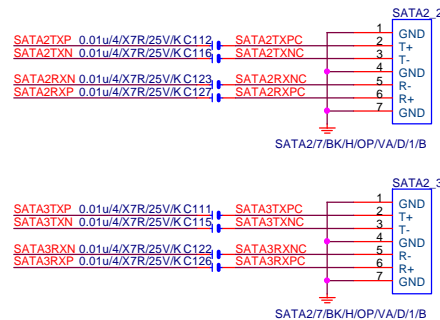 SATA2_2
1 GND
SATA2TXP 0.01u/4/X7R/25V/K C112 SATA2TXPC 2 T+
SATA2TXN 0.01u/4/X7R/25V/K C116 SATA2TXNC 3 T-
4 GND
SATA2RXN 0.01u/4/X7R/25V/K C123 SATA2RXNC 5 R-
SATA2RXP 0.01u/4/X7R/25V/K C127 SATA2RXPC 6 R+
7 GND
SATA2/7/BK/H/OP/VA/D/1/B
SATA2_3
1 GND
SATA3TXP 0.01u/4/X7R/25V/K C111 SATA3TXPC 2 T+
SATA3TXN 0.01u/4/X7R/25V/K C115 SATA3TXNC 3 T-
4 GND
SATA3RXN 0.01u/4/X7R/25V/K C122 SATA3RXNC 5 R-
SATA3RXP 0.01u/4/X7R/25V/K C126 SATA3RXPC 6 R+
7 GND
SATA2/7/BK/H/OP/VA/D/1/B